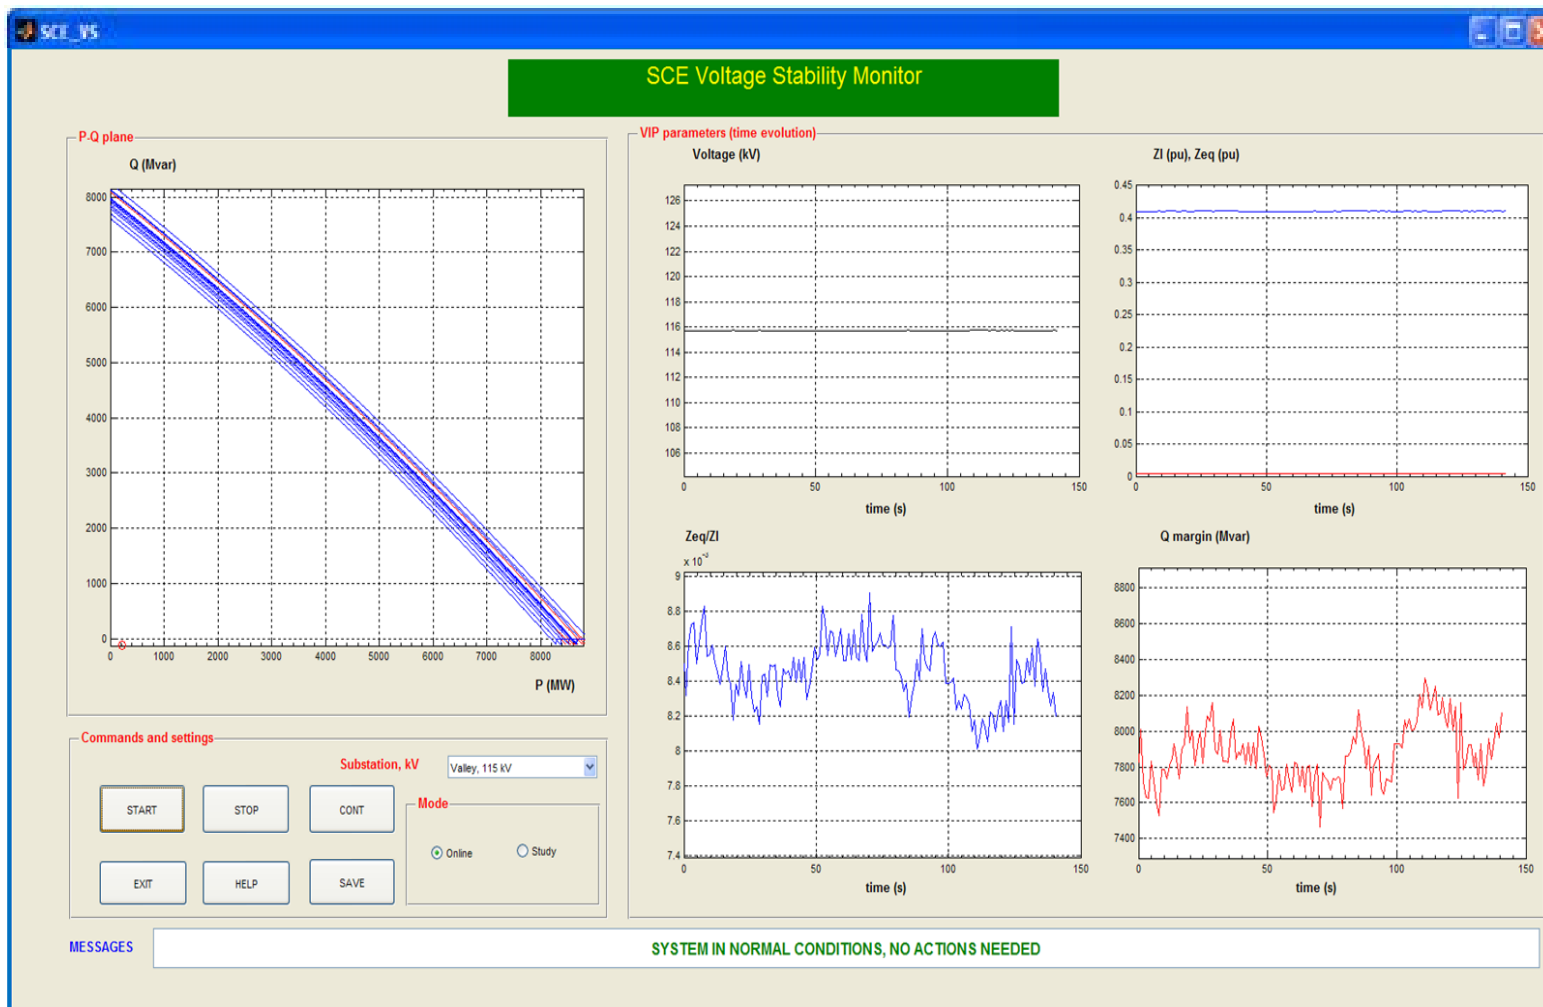 SCE_VS
SCE Voltage Stability Monitor
P-Q plane
Q (Mvar)
8000
7000
6000
5000
4000
3000
2000
1000
0
0 1000 2000 3000 4000 5000 6000 7000 8000
P (MW)
VIP parameters (time evolution)
Voltage (kV)
126
124
122
120
118
116
114
112
110
108
106
0 50 100 150
time (s)
Zl (pu), Zeq (pu)
0.45
0.4
0.35
0.3
0.25
0.2
0.15
0.1
0.05
0
0 50 100 150
time (s)
Zeq/Zl
x 10⁻³
9
8.8
8.6
8.4
8.2
8
7.8
7.6
7.4
0 50 100 150
time (s)
Q margin (Mvar)
8800
8600
8400
8200
8000
7800
7600
7400
0 50 100 150
time (s)
Commands and settings
Substation, kV
Valley, 115 kV
START STOP CONT
EXIT HELP SAVE
Mode
Online Study
MESSAGES
SYSTEM IN NORMAL CONDITIONS, NO ACTIONS NEEDED